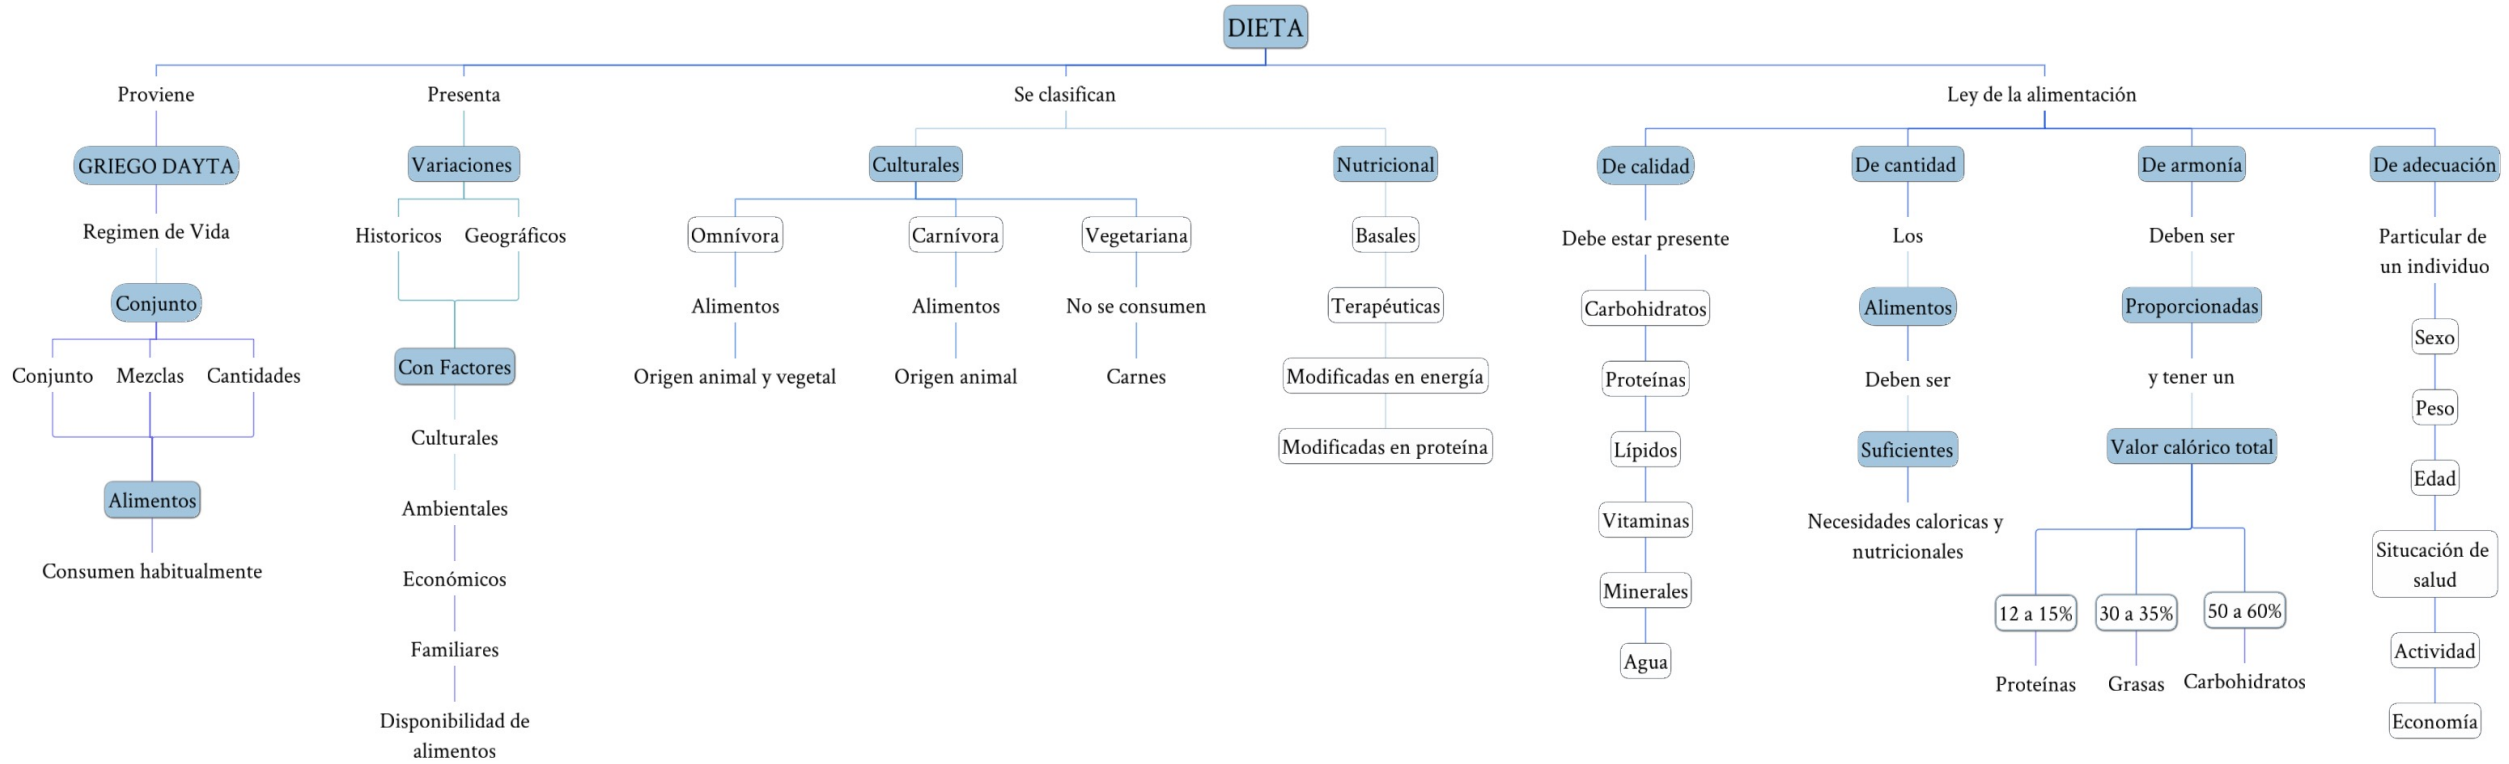 DIETA
Proviene
GRIEGO DAYTA
Regimen de Vida
Conjunto
Conjunto
Mezclas
Cantidades
Alimentos
Consumen habitualmente
Presenta
Variaciones
Historicos
Geográficos
Con Factores
Culturales
Ambientales
Económicos
Familiares
Disponibilidad de
alimentos
Se clasifican
Culturales
Omnívora
Alimentos
Origen animal y vegetal
Carnívora
Alimentos
Origen animal
Vegetariana
No se consumen
Carnes
Nutricional
Basales
Terapéuticas
Modificadas en energía
Modificadas en proteína
Ley de la alimentación
De calidad
Debe estar presente
Carbohidratos
Proteínas
Lípidos
Vitaminas
Minerales
Agua
De cantidad
Los
Alimentos
Deben ser
Suficientes
Necesidades caloricas y
nutricionales
De armonía
Deben ser
Proporcionadas
y tener un
Valor calórico total
12 a 15%
Proteínas
30 a 35%
Grasas
50 a 60%
Carbohidratos
De adecuación
Particular de
un individuo
Sexo
Peso
Edad
Situcación de
salud
Actividad
Economía